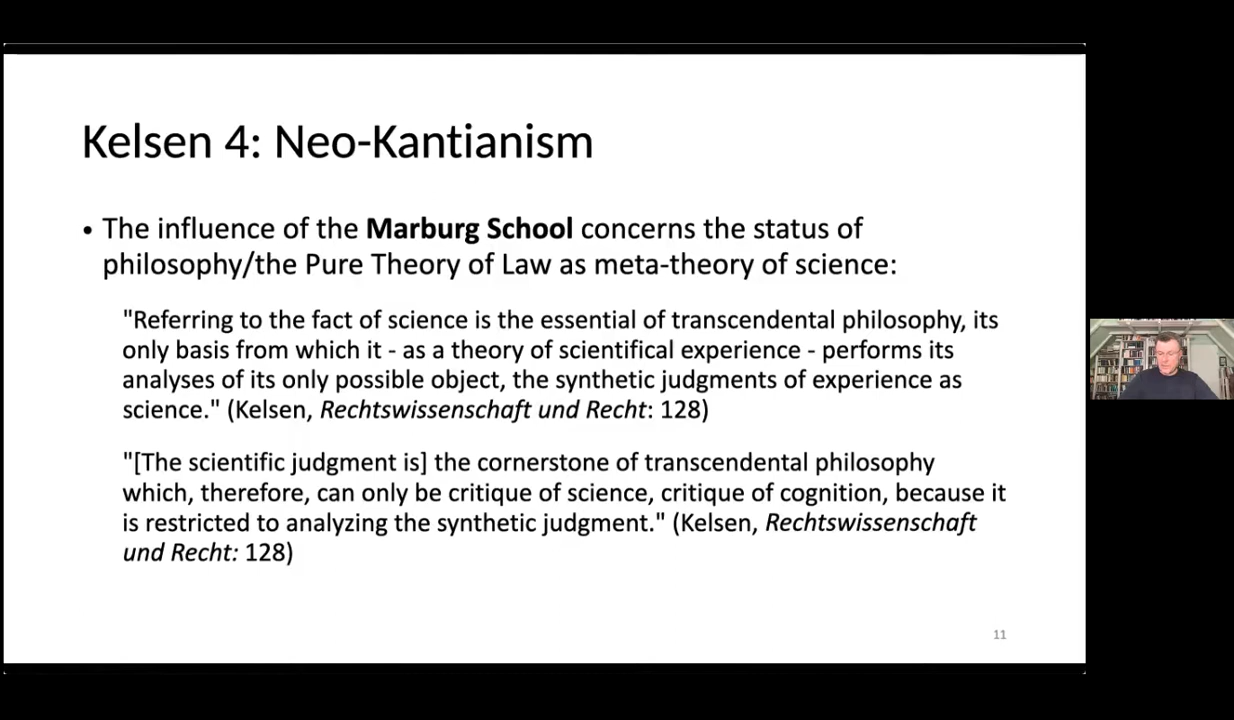 Kelsen 4: Neo-Kantianism
• The influence of the Marburg School concerns the status of
philosophy/the Pure Theory of Law as meta-theory of science:
"Referring to the fact of science is the essential of transcendental philosophy, its
only basis from which it - as a theory of scientifical experience - performs its
analyses of its only possible object, the synthetic judgments of experience as
science." (Kelsen, Rechtswissenschaft und Recht: 128)
"[The scientific judgment is] the cornerstone of transcendental philosophy
which, therefore, can only be critique of science, critique of cognition, because it
is restricted to analyzing the synthetic judgment." (Kelsen, Rechtswissenschaft
und Recht: 128)
11